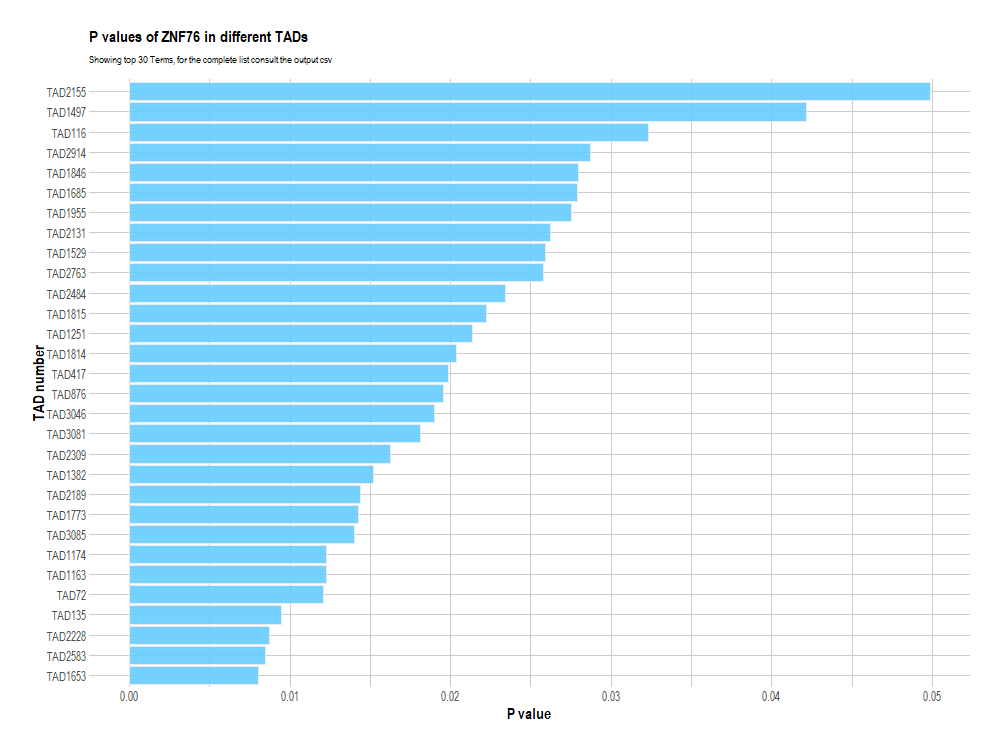 P values of ZNF76 in different TADs
Showing top 30 Terms, for the complete list consult the output csv
TAD number
TAD2155
TAD1497
TAD116
TAD2914
TAD1846
TAD1685
TAD1955
TAD2131
TAD1529
TAD2763
TAD2484
TAD1815
TAD1251
TAD1814
TAD417
TAD876
TAD3046
TAD3081
TAD2309
TAD1382
TAD2189
TAD1773
TAD3085
TAD1174
TAD1163
TAD72
TAD135
TAD2228
TAD2583
TAD1653
0.00 0.01 0.02 0.03 0.04 0.05
P value